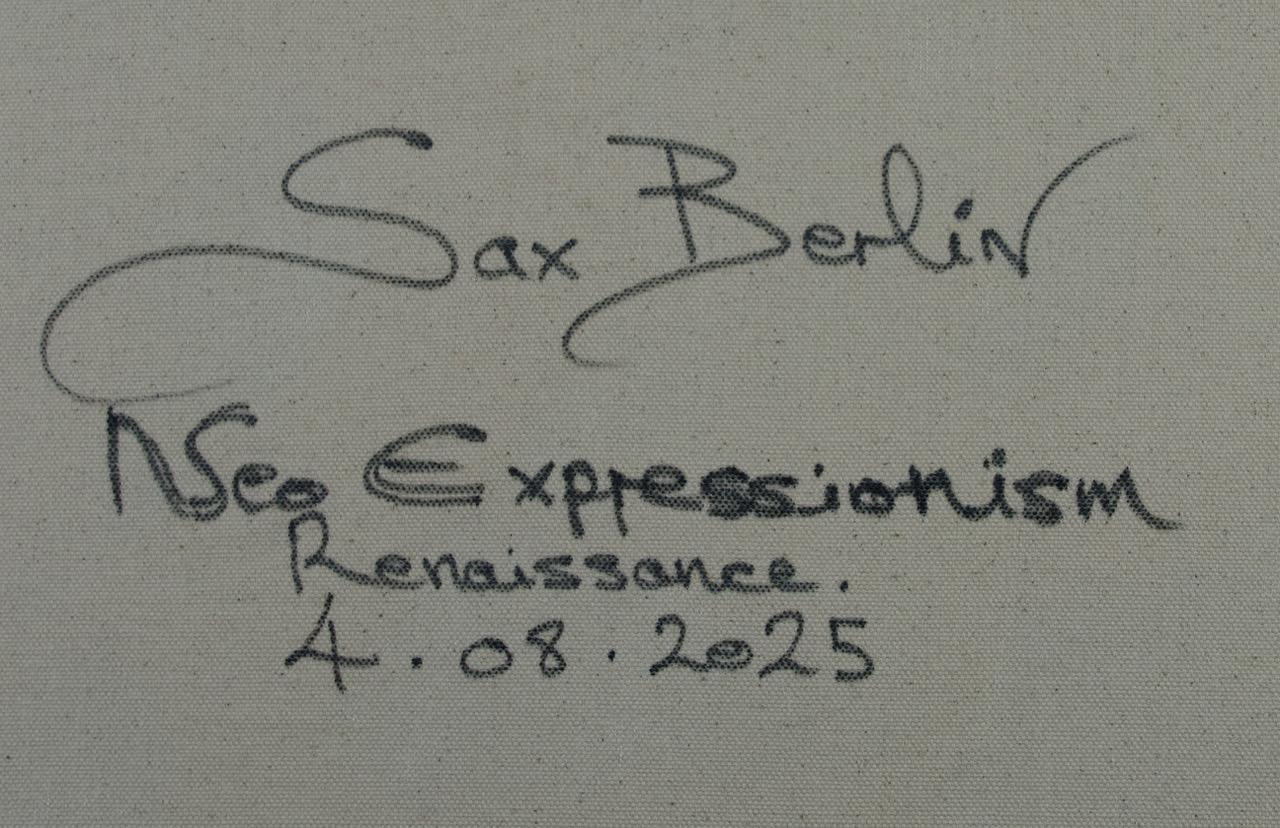 Sax Berlin
Neo Expressionism
Renaissance.
4.08.2025